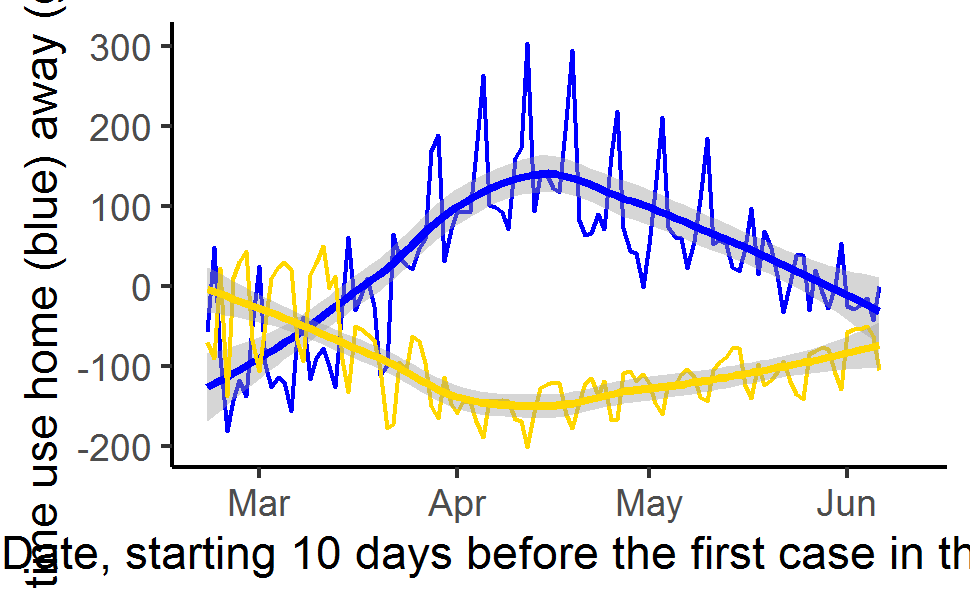 time use home (blue) away (
300
200
100
0
-100
-200
Mar Apr May Jun
Date, starting 10 days before the first case in th